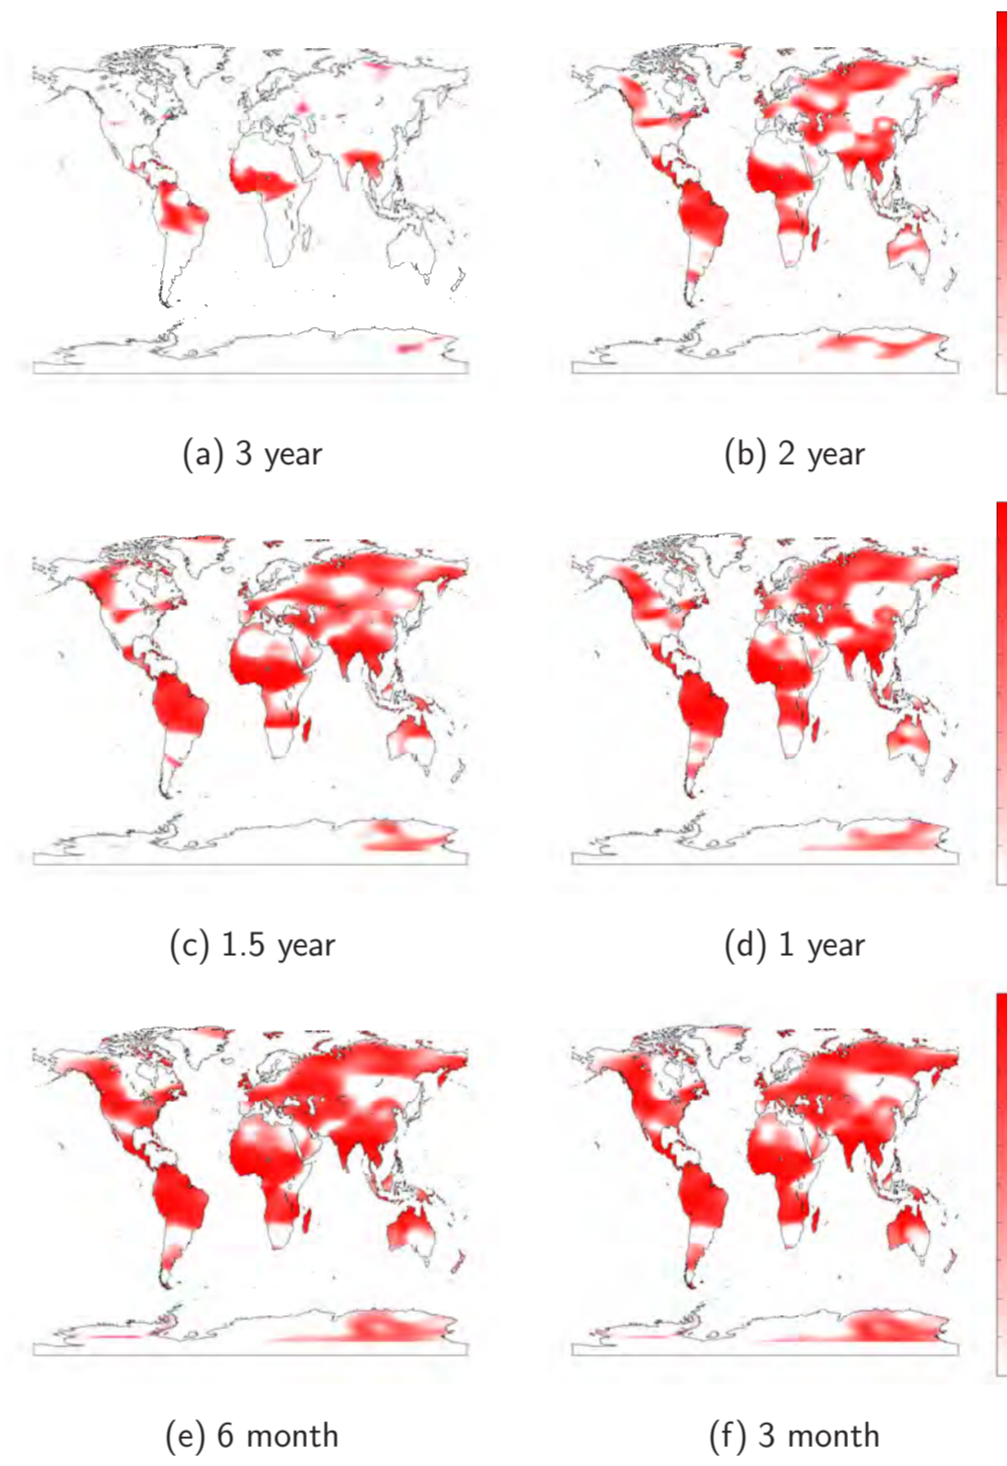 (a) 3 year
(b) 2 year
(c) 1.5 year
(d) 1 year
(e) 6 month
(f) 3 month